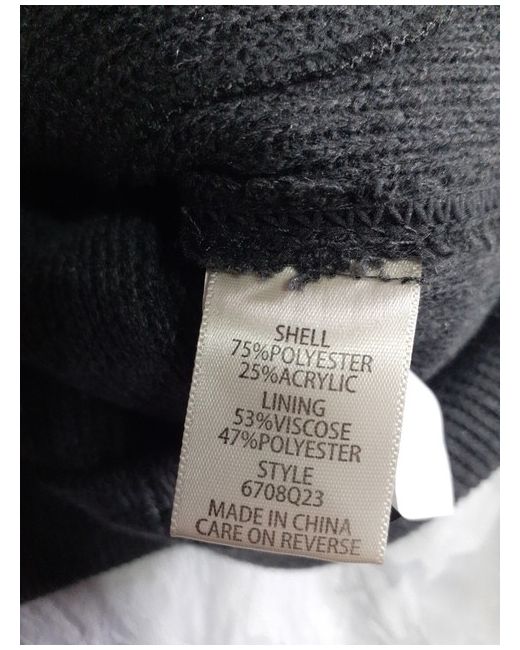 SHELL
75%POLYESTER
25%ACRYLIC
LINING
53%VISCOSE
47%POLYESTER
STYLE
6708Q23
MADE IN CHINA
CARE ON REVERSE